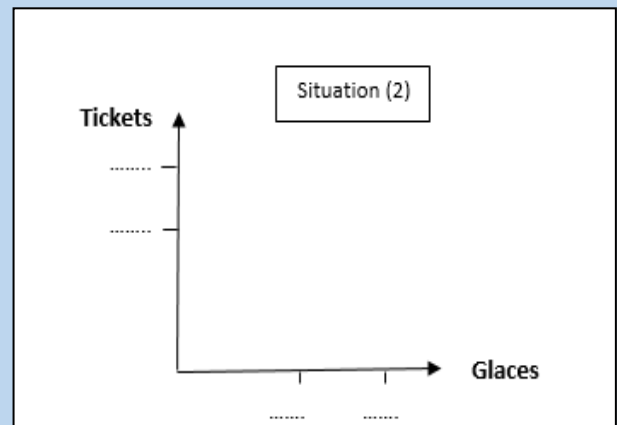 Situation (2)
Tickets
........
........
Glaces
....... .......